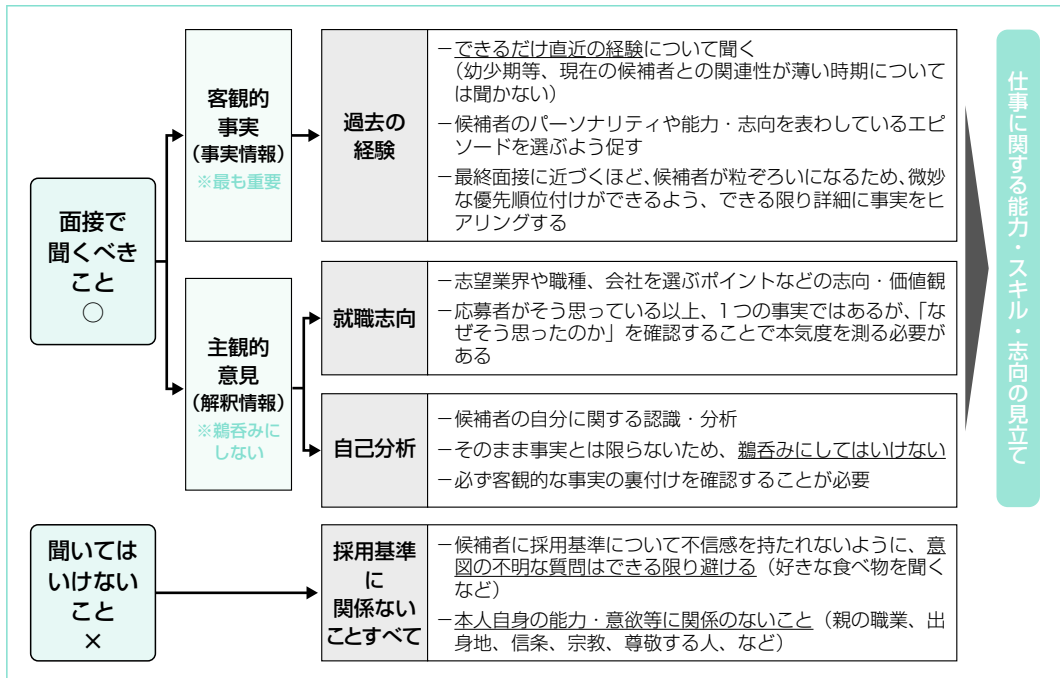 面接で
聞くべき
こと
○
客観的
事実
（事実情報）
※最も重要
過去の
経験
－できるだけ直近の経験について聞く
（幼少期等、現在の候補者との関連性が薄い時期については聞かない）
－候補者のパーソナリティや能力・志向を表わしているエピ
ソードを選ぶよう促す
－最終面接に近づくほど、候補者が粒ぞろいになるため、微妙
な優先順位付けができるよう、できる限り詳細に事実をヒ
アリングする
主観的
意見
（解釈情報）
※鵜呑みに
しない
就職志向
－志望業界や職種、会社を選ぶポイントなどの志向・価値観
－応募者がそう思っている以上、1つの事実ではあるが、「な
ぜそう思ったのか」を確認することで本気度を測る必要が
ある
自己分析
－候補者の自分に関する認識・分析
－そのまま事実とは限らないため、鵜呑みにしてはいけない
－必ず客観的な事実の裏付けを確認することが必要
聞いては
いけない
こと
×
採用基準
に
関係ない
ことすべて
－候補者に採用基準について不信感を持たれないように、意
図の不明な質問はできる限り避ける（好きな食べ物を聞く
など）
－本人自身の能力・意欲等に関係のないこと（親の職業、出
身地、信条、宗教、尊敬する人、など）
仕事に関する能力・スキル・志向の見立て